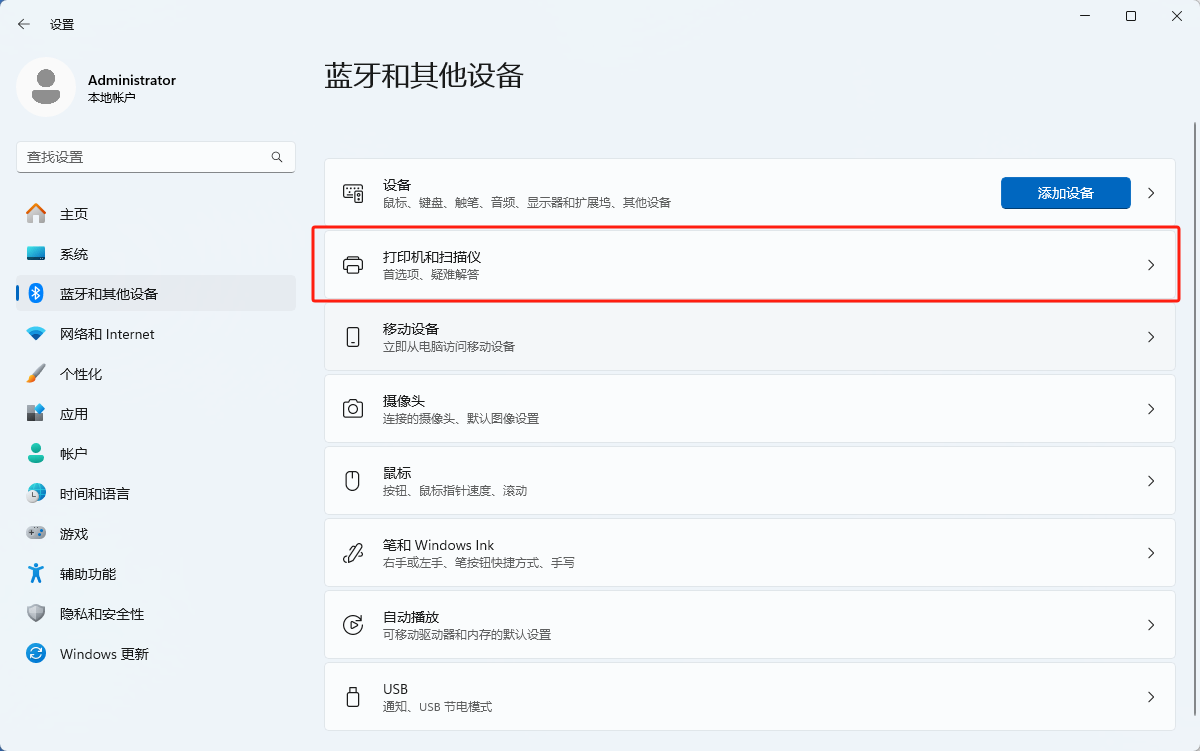 设置
Administrator
本地帐户
查找设置
主页
系统
蓝牙和其他设备
网络和 Internet
个性化
应用
帐户
时间和语言
游戏
辅助功能
隐私和安全性
Windows 更新
蓝牙和其他设备
设备
鼠标、键盘、触笔、音频、显示器和扩展坞、其他设备
添加设备
打印机和扫描仪
首选项、疑难解答
移动设备
立即从电脑访问移动设备
摄像头
连接的摄像头、默认图像设置
鼠标
按钮、鼠标指针速度、滚动
笔和 Windows Ink
右手或左手、笔按钮快捷方式、手写
自动播放
可移动驱动器和内存的默认设置
USB
通知、USB 节电模式